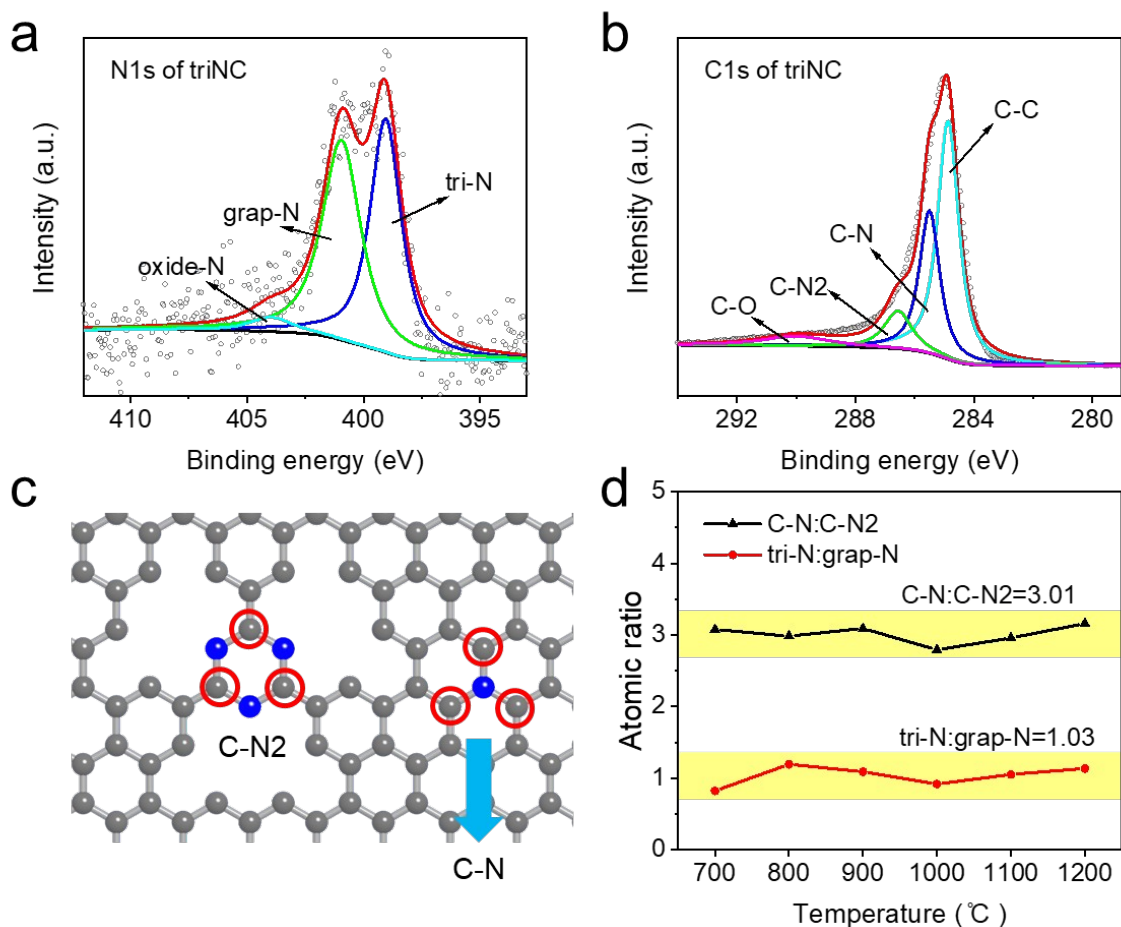 a
N1s of triNC
grap-N
tri-N
oxide-N
Intensity (a.u.)
410 405 400 395
Binding energy (eV)
b
C1s of triNC
C-C
C-N
C-N2
C-O
Intensity (a.u.)
292 288 284 280
Binding energy (eV)
c
C-N2
C-N
d
C-N:C-N2
tri-N:grap-N
C-N:C-N2=3.01
tri-N:grap-N=1.03
Atomic ratio
5
4
3
2
1
0
700 800 900 1000 1100 1200
Temperature (℃)